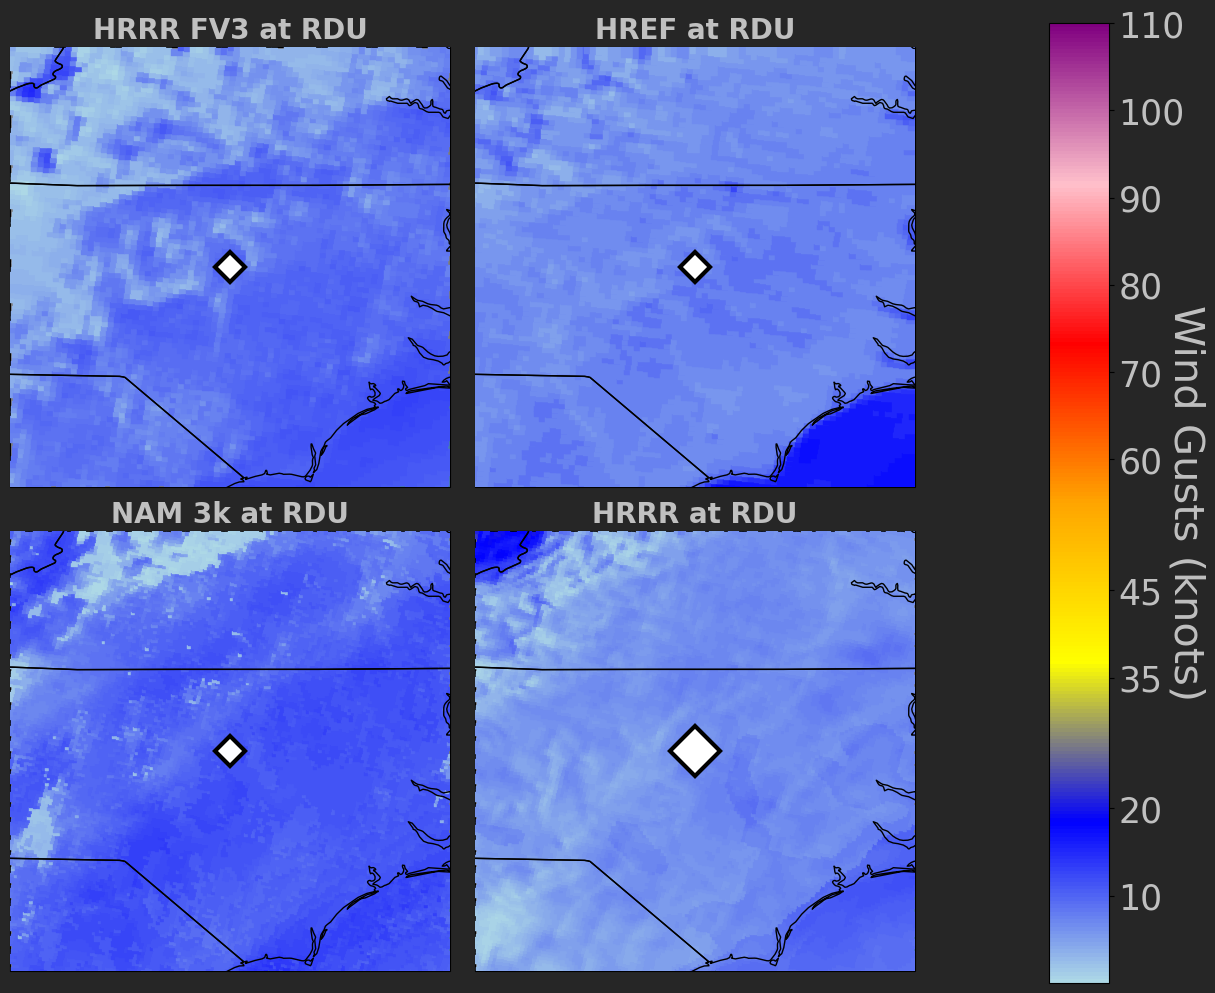 HRRR FV3 at RDU
HREF at RDU
NAM 3k at RDU
HRRR at RDU
110
100
90
80
70
60
45
35
20
10
Wind Gusts (knots)